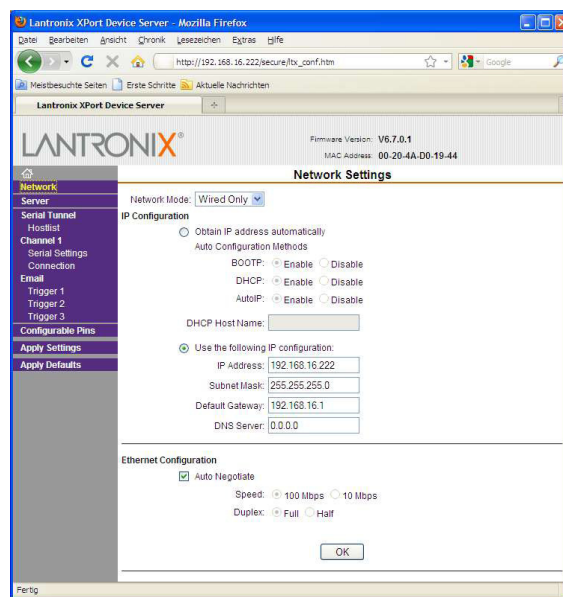 Lantronix XPort Device Server - Mozilla Firefox
Datei Bearbeiten Ansicht Chronik Lesezeichen Extras Hilfe
http://192.168.16.222/secure/ltx_conf.htm
Google
Meistbesuchte Seiten Erste Schritte Aktuelle Nachrichten
Lantronix XPort Device Server
LANTRONIX®
Firmware Version: V6.7.0.1
MAC Address: 00-20-4A-D0-19-44
Network
Server
Serial Tunnel
Hostlist
Channel 1
Serial Settings
Connection
Email
Trigger 1
Trigger 2
Trigger 3
Configurable Pins
Apply Settings
Apply Defaults
Network Settings
Network Mode: Wired Only
IP Configuration
Obtain IP address automatically
Auto Configuration Methods
BOOTP: Enable Disable
DHCP: Enable Disable
AutoIP: Enable Disable
DHCP Host Name:
Use the following IP configuration:
IP Address: 192.168.16.222
Subnet Mask: 255.255.255.0
Default Gateway: 192.168.16.1
DNS Server: 0.0.0.0
Ethernet Configuration
Auto Negotiate
Speed: 100 Mbps 10 Mbps
Duplex: Full Half
OK
Fertig